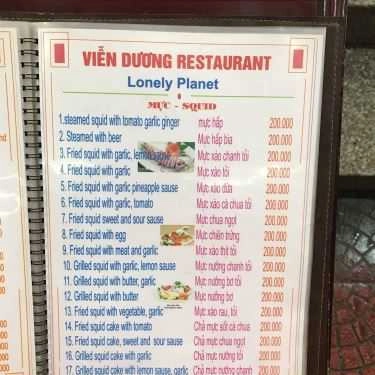 VIỄN DƯƠNG RESTAURANT
Lonely Planet
MỰC - SQUID
1.steamed squid with tomato garlic ginger mực hấp 200.000
2. Steamed with beer Mực hấp bia 200.000
3. Fried squid with garlic, lemon Mực xáo chanh tỏi 200.000
4. Fried squid with garlic Mực xáo tỏi 200.000
5. Fried squid with garlic pineapple sause Mực xáo dứa 200.000
6. Fried squid with garlic, tomato Mực xáo cà chua tỏi 200.000
7. Fried squid sweet and sour sause Mực chua ngọt 200.000
8. Fried squid with egg Mực chiên trứng 200.000
9. Fried squid with meat and garlic Mực xáo thịt tỏi 200.000
10. Grilled squid with garlic, lemon sause Mực nướng chanh tỏi 200.000
11. Grilled squid with butter, garlic Mực nướng bơ tỏi 200.000
12. Grilled squid with butter Mực nướng bơ 200.000
13. Fried squid with vegetable, garlic Mực xáo rau, tỏi 200.000
14. Fried squid cake with tomato Chả mực sốt cà chua 200.000
15. Fried squid cake, sweet and sour sause Chả mực chua ngọt 200.000
16. Grilled squid cake with garlic Chả mực nướng tỏi 200.000
17. Grilled squid cake with lemon sause, garlic Chả mực nướng chanh tỏi 200.000